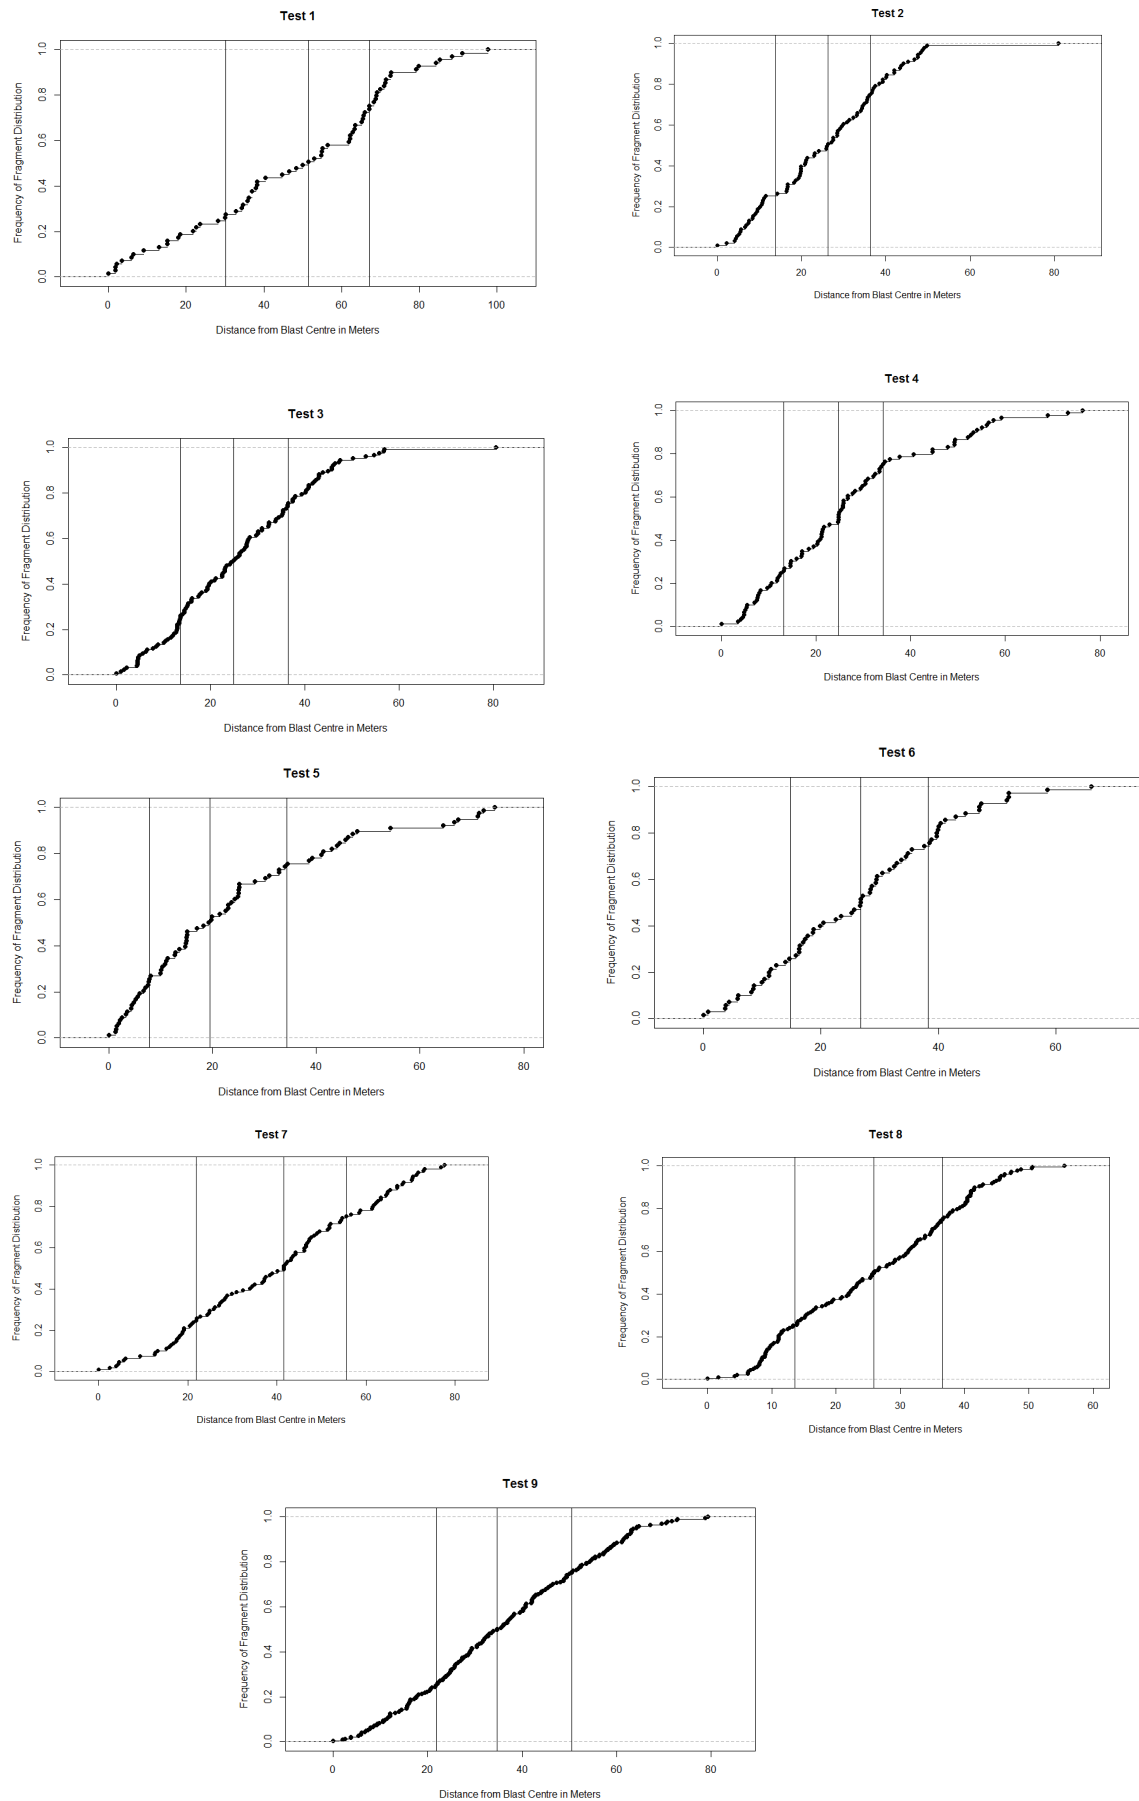 Test 1
Frequency of Fragment Distribution
0.0 0.2 0.4 0.6 0.8 1.0
0 20 40 60 80 100
Distance from Blast Centre in Meters
Test 2
Frequency of Fragment Distribution
0.0 0.2 0.4 0.6 0.8 1.0
0 20 40 60 80
Distance from Blast Centre in Meters
Test 3
Frequency of Fragment Distribution
0.0 0.2 0.4 0.6 0.8 1.0
0 20 40 60 80
Distance from Blast Centre in Meters
Test 4
Frequency of Fragment Distribution
0.0 0.2 0.4 0.6 0.8 1.0
0 20 40 60 80
Distance from Blast Centre in Meters
Test 5
Frequency of Fragment Distribution
0.0 0.2 0.4 0.6 0.8 1.0
0 20 40 60 80
Distance from Blast Centre in Meters
Test 6
Frequency of Fragment Distribution
0.0 0.2 0.4 0.6 0.8 1.0
0 20 40 60
Distance from Blast Centre in Meters
Test 7
Frequency of Fragment Distribution
0.0 0.2 0.4 0.6 0.8 1.0
0 20 40 60 80
Distance from Blast Centre in Meters
Test 8
Frequency of Fragment Distribution
0.0 0.2 0.4 0.6 0.8 1.0
0 10 20 30 40 50 60
Distance from Blast Centre in Meters
Test 9
Frequency of Fragment Distribution
0.0 0.2 0.4 0.6 0.8 1.0
0 20 40 60 80
Distance from Blast Centre in Meters